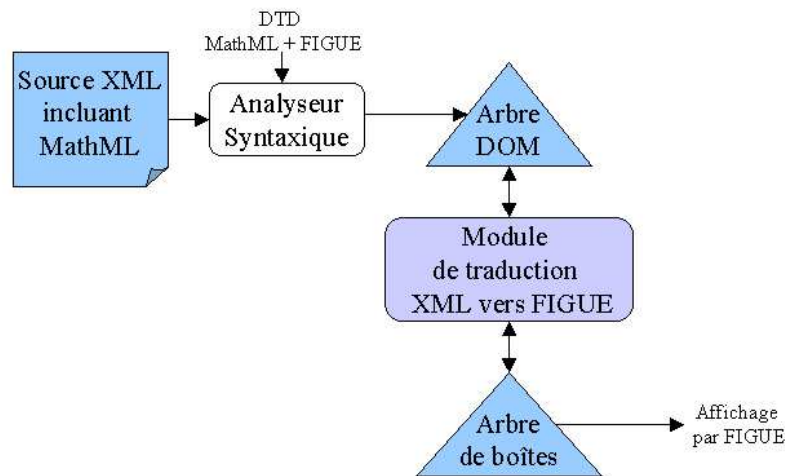 DTD
MathML + FIGUE
Source XML
incluant
MathML
Analyseur
Syntaxique
Arbre
DOM
Module
de traduction
XML vers FIGUE
Arbre
de boîtes
Affichage
par FIGUE